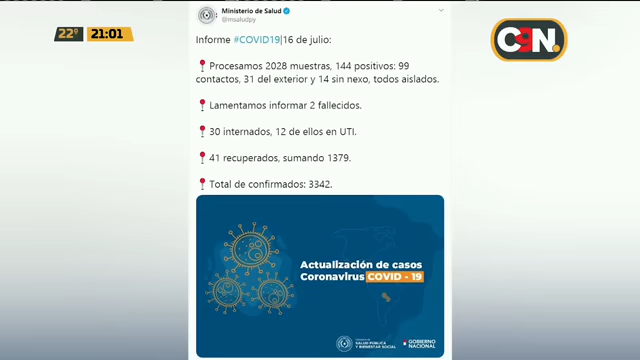 22º 21:01
C9N.
Ministerio de Salud
@msaludpy
Informe #COVID19|16 de julio:
Procesamos 2028 muestras, 144 positivos: 99
contactos, 31 del exterior y 14 sin nexo, todos aislados.
Lamentamos informar 2 fallecidos.
30 internados, 12 de ellos en UTI.
41 recuperados, sumando 1379.
Total de confirmados: 3342.
Actualización de casos
Coronavirus COVID - 19
SALUD PÚBLICA
Y BIENESTAR SOCIAL
GOBIERNO
NACIONAL